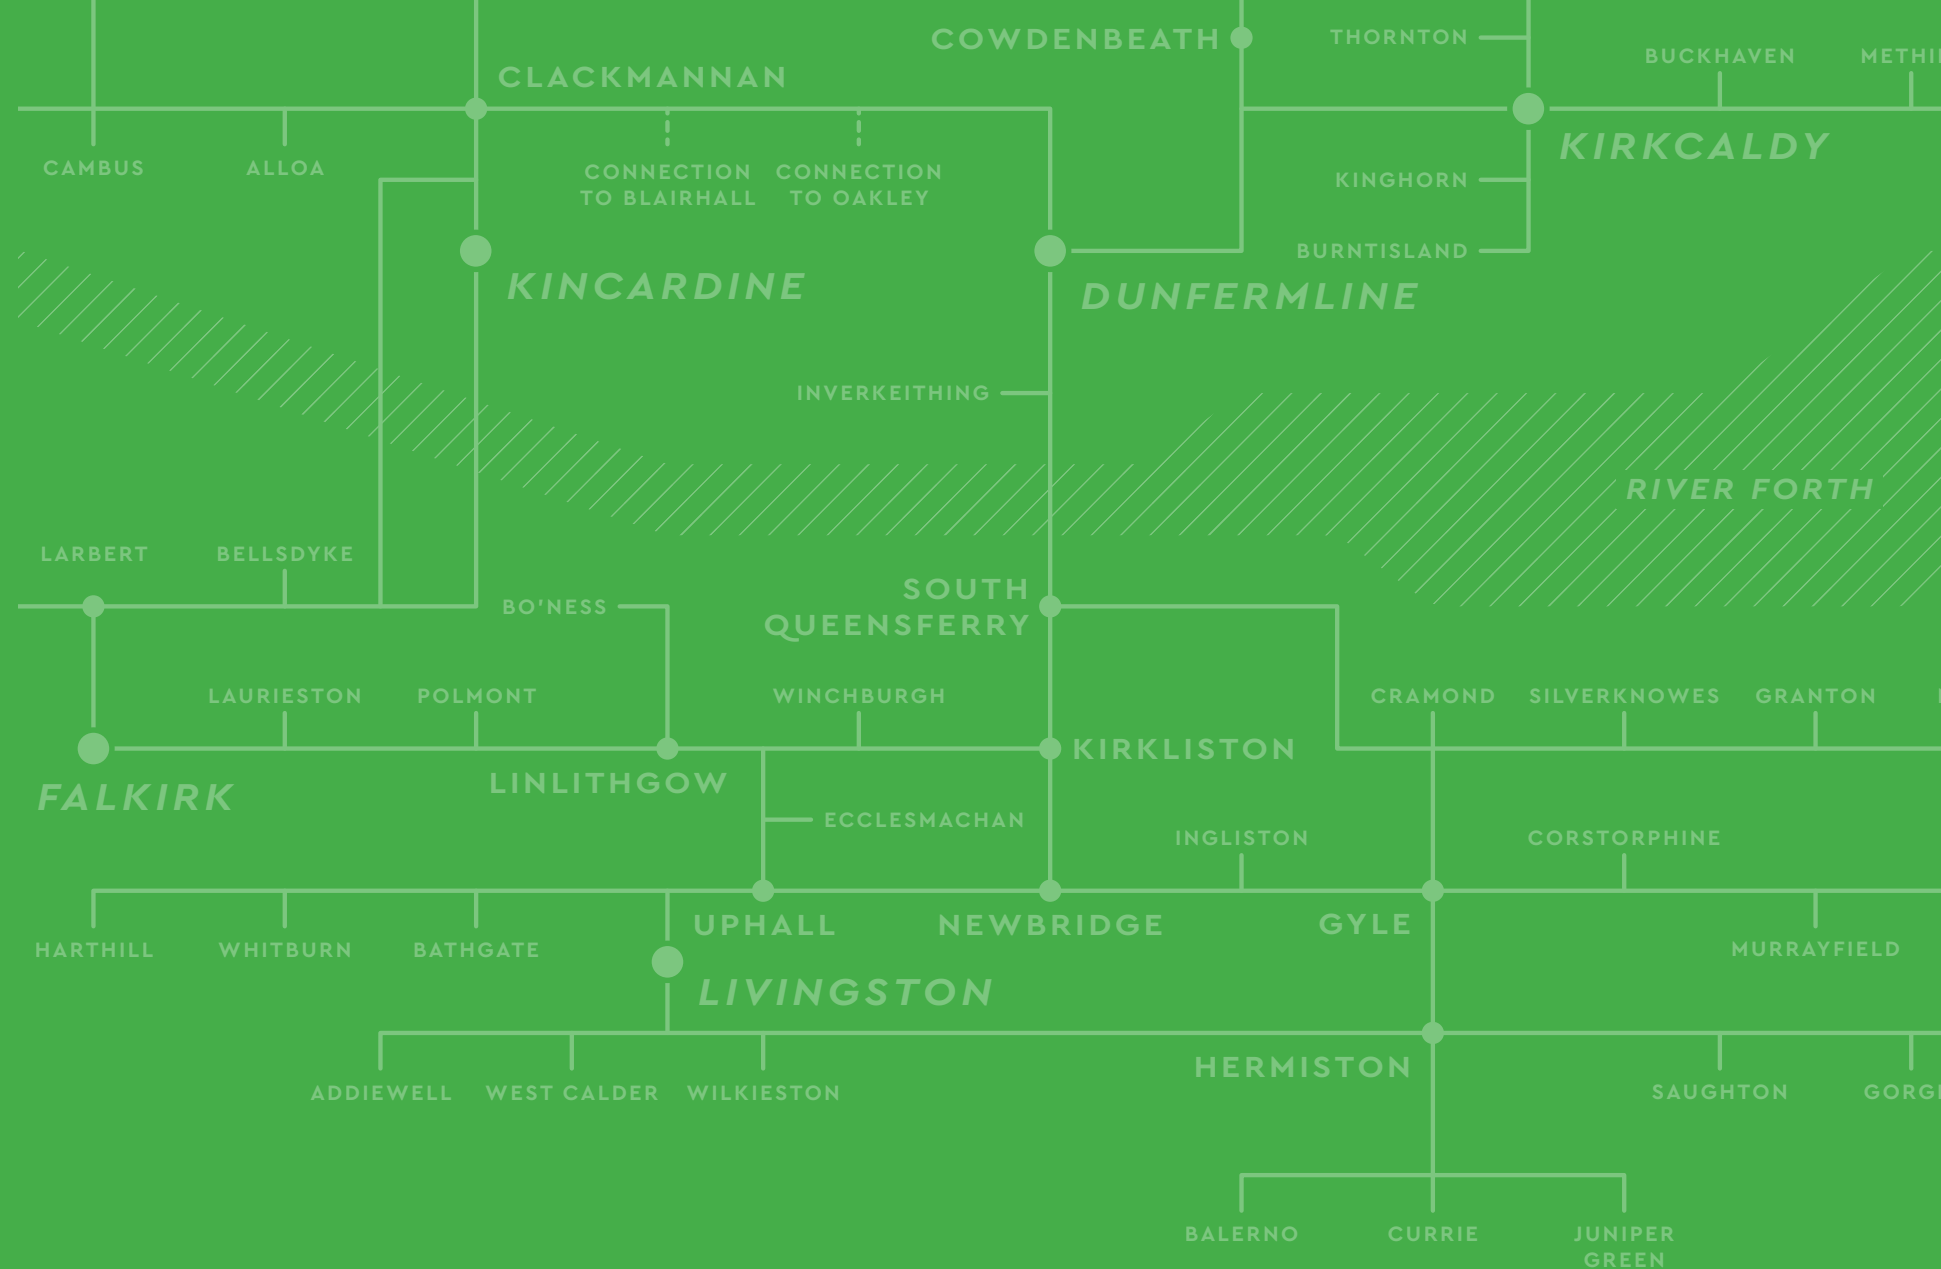 COWDENBEATH
THORNTON
BUCKHAVEN
CLACKMANNAN
KIRKCALDY
CAMBUS
ALLOA
CONNECTION
TO BLAIRHALL
CONNECTION
TO OAKLEY
KINGHORN
BURNTISLAND
KINCARDINE
DUNFERMLINE
INVERKEITHING
RIVER FORTH
LARBERT
BELLSDYKE
BO'NESS
SOUTH
QUEENSFERRY
LAURIESTON
POLMONT
WINCHBURGH
CRAMOND
SILVERKNOWES
GRANTON
KIRKLISTON
FALKIRK
LINLITHGOW
ECCLESMACHAN
INGLISTON
CORSTORPHINE
UPHALL
NEWBRIDGE
GYLE
HARTHILL
WHITBURN
BATHGATE
MURRAYFIELD
LIVINGSTON
HERMISTON
ADDIEWELL
WEST CALDER
WILKIESTON
SAUGHTON
BALERNO
CURRIE
JUNIPER
GREEN